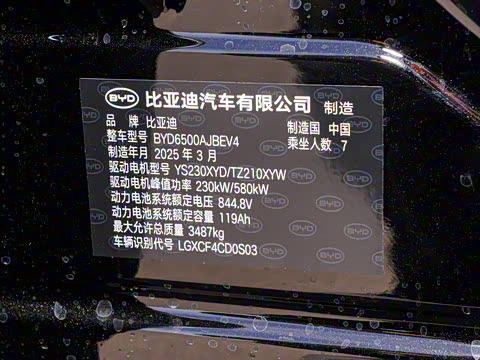 BYD 比亚迪汽车有限公司 制造
品 牌 比亚迪 制造国 中国
整车型号 BYD6500AJBEV4 乘坐人数 7
制造年月 2025 年 3 月
驱动电机型号 YS230XYD/TZ210XYW
驱动电机峰值功率 230kW/580kW
动力电池系统额定电压 844.8V
动力电池系统额定容量 119Ah
最大允许总质量 3487kg
车辆识别代号 LGXCF4CD0S03